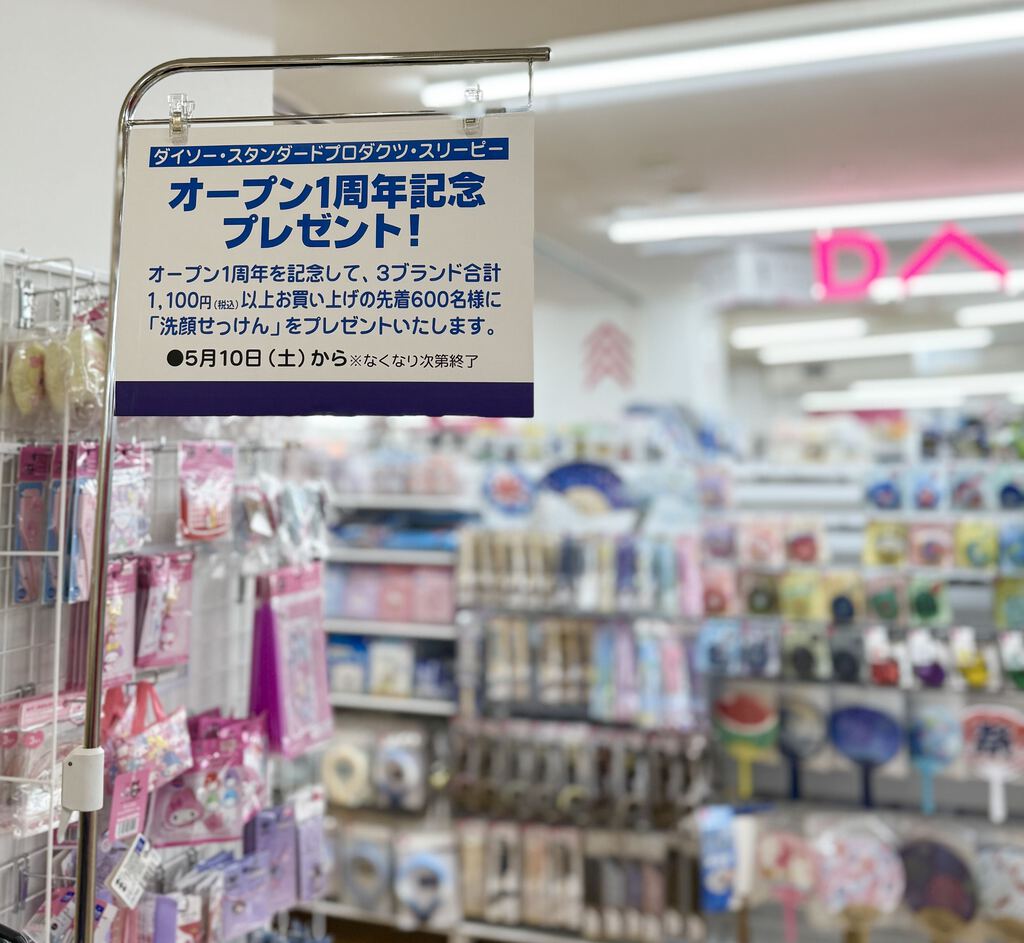 ダイソー・スタンダードプロダクツ・スリーピー
オープン1周年記念
プレゼント!
オープン1周年を記念して、3ブランド合計
1,100円(税込)以上お買い上げの先着600名様に
「洗顔せっけん」をプレゼントいたします。
●5月10日(土)から※なくなり次第終了
DA
祭